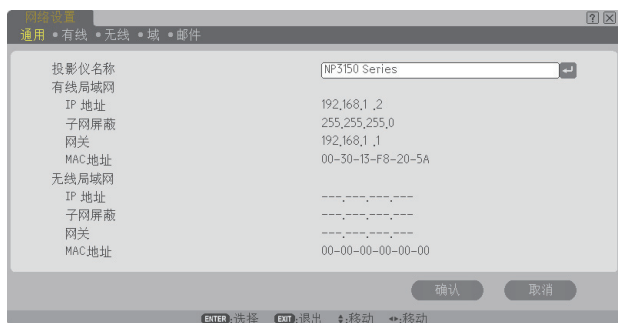 网络设置
通用 •有线 •无线 •域 •邮件
投影仪名称 NP3150 Series
有线局域网
IP 地址 192.168.1 .2
子网屏蔽 255.255.255.0
网关 192.168.1 .1
MAC地址 00-30-13-F8-20-5A
无线局域网
IP 地址 ---.---.---.---
子网屏蔽 ---.---.---.---
网关 ---.---.---.---
MAC地址 00-00-00-00-00-00
确认 取消
ENTER:选择 EXIT:退出 :移动 :移动